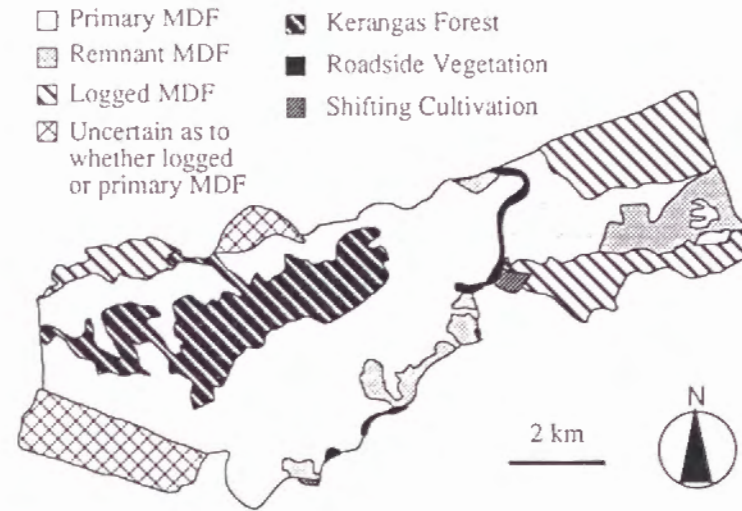 Primary MDF
Remnant MDF
Logged MDF
Uncertain as to
whether logged
or primary MDF
Kerangas Forest
Roadside Vegetation
Shifting Cultivation
2 km
N